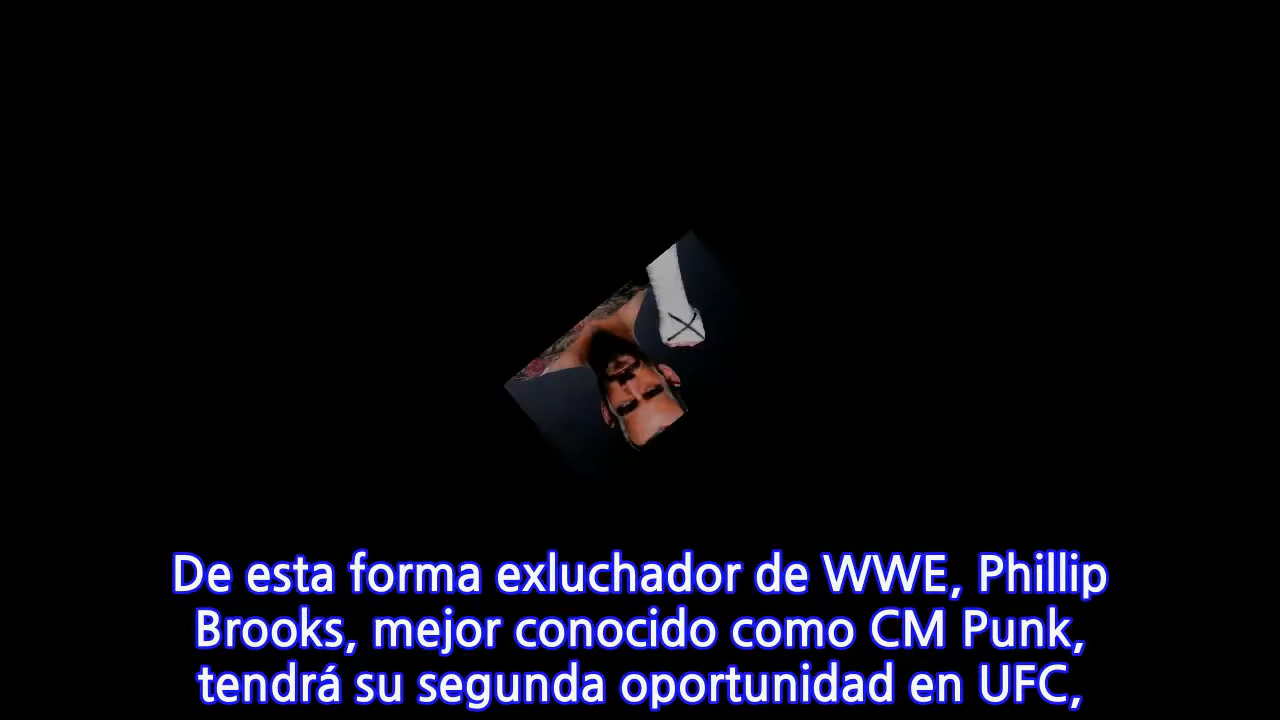 De esta forma exluchador de WWE, Phillip
Brooks, mejor conocido como CM Punk,
tendrá su segunda oportunidad en UFC,